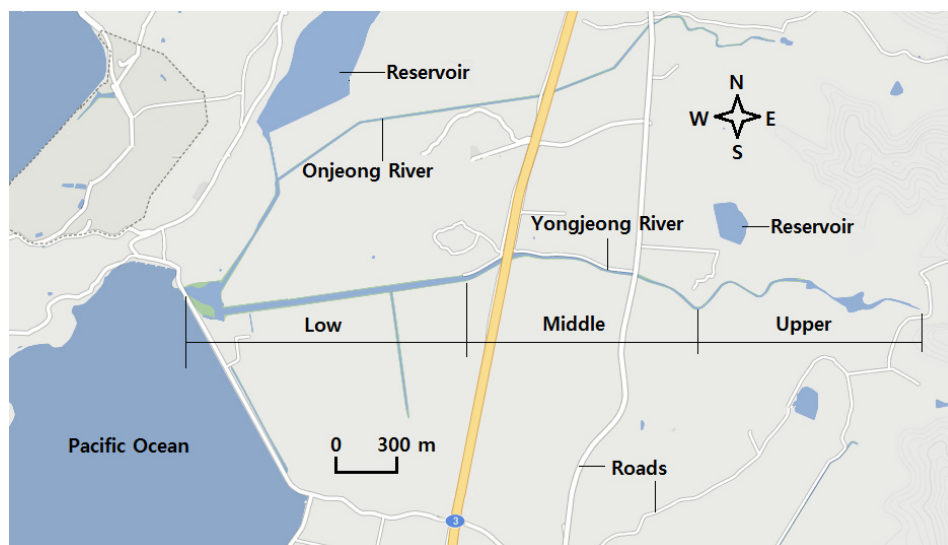 Reservoir
N
W E
S
Onjeong River
Yongjeong River
Reservoir
Low
Middle
Upper
Pacific Ocean
0 300 m
Roads
3